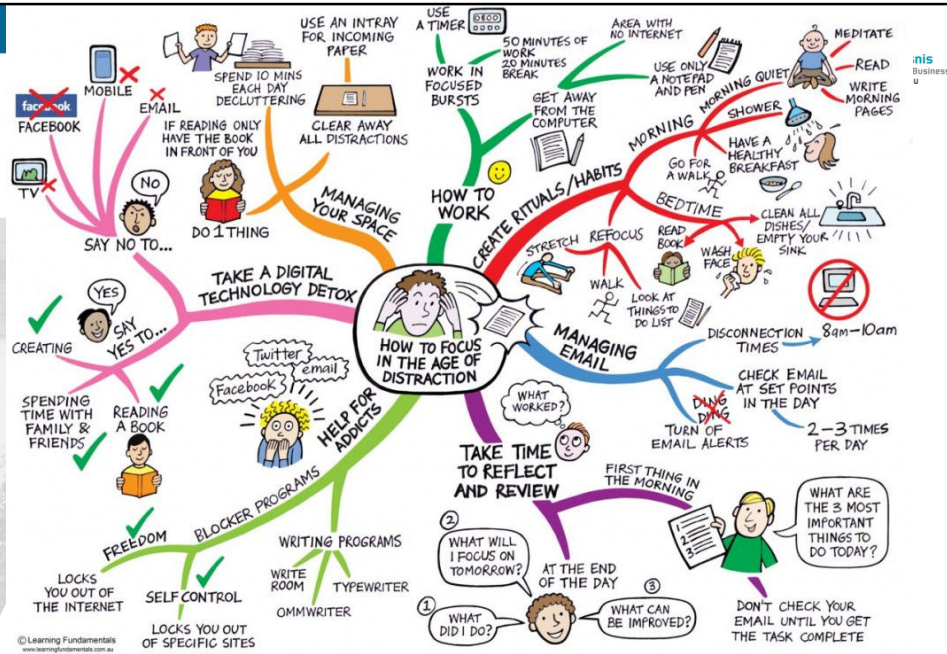 HOW TO FOCUS
IN THE AGE OF
DISTRACTION
HOW TO
WORK
WORK IN
FOCUSED
BURSTS
USE
A TIMER
50 MINUTES OF
WORK
20 MINUTES
BREAK
GET AWAY
FROM THE
COMPUTER
AREA WITH
NO INTERNET
USE ONLY
A NOTEPAD
AND PEN
CREATE RITUALS/HABITS
MORNING
MORNING QUIET
MEDITATE
READ
WRITE
MORNING
PAGES
SHOWER
HAVE A
HEALTHY
BREAKFAST
GO FOR
A WALK
BEDTIME
CLEAN ALL
DISHES/
EMPTY YOUR
SINK
WASH
FACE
READ
BOOK
REFOCUS
STRETCH
WALK
LOOK AT
THINGS TO
DO LIST
MANAGING
EMAIL
DISCONNECTION
TIMES
8am-10am
CHECK EMAIL
AT SET POINTS
IN THE DAY
2-3 TIMES
PER DAY
DING
DING
TURN OF
EMAIL ALERTS
TAKE TIME
TO REFLECT
AND REVIEW
WHAT
WORKED?
FIRST THING IN
THE MORNING
1
2
3
WHAT ARE
THE 3 MOST
IMPORTANT
THINGS TO
DO TODAY?
DON'T CHECK YOUR
EMAIL UNTIL YOU GET
THE TASK COMPLETE
AT THE END
OF THE DAY
1
WHAT
DID I DO?
2
WHAT WILL
I FOCUS ON
TOMORROW?
3
WHAT CAN
BE IMPROVED?
HELP FOR
ADDICTS
Twitter
email
Facebook
BLOCKER PROGRAMS
FREEDOM
LOCKS
YOU OUT OF
THE INTERNET
SELF CONTROL
LOCKS YOU OUT
OF SPECIFIC SITES
WRITING PROGRAMS
WRITE
ROOM
OMMWRITER
TYPEWRITER
TAKE A DIGITAL
TECHNOLOGY DETOX
SAY NO TO...
NO
TV
facebook
FACEBOOK
MOBILE
EMAIL
SAY
YES TO...
YES
CREATING
SPENDING
TIME WITH
FAMILY &
FRIENDS
READING
A BOOK
MANAGING
YOUR SPACE
DO 1 THING
IF READING ONLY
HAVE THE BOOK
IN FRONT OF YOU
SPEND 10 MINS
EACH DAY
DECLUTTERING
CLEAR AWAY
ALL DISTRACTIONS
USE AN INTRAY
FOR INCOMING
PAPER
© Learning Fundamentals
www.learningfundamentals.com.au
Business